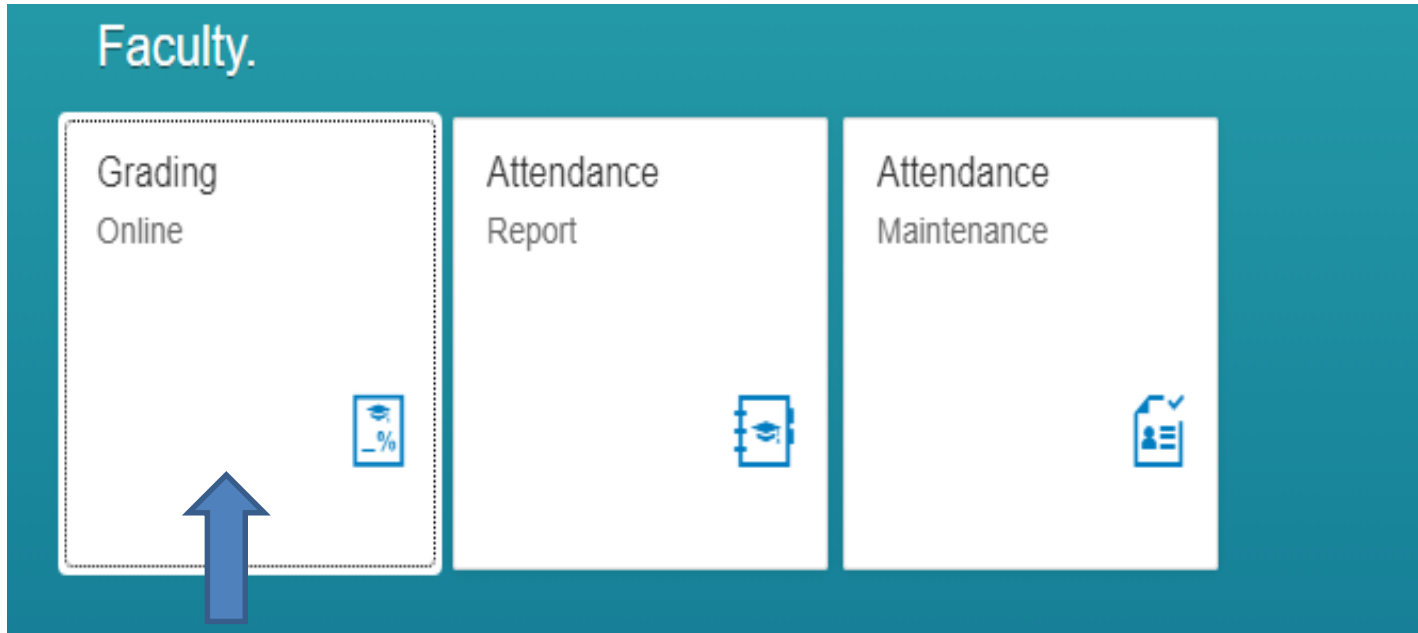 Faculty.
Grading
Online
_%
Attendance
Report
Attendance
Maintenance